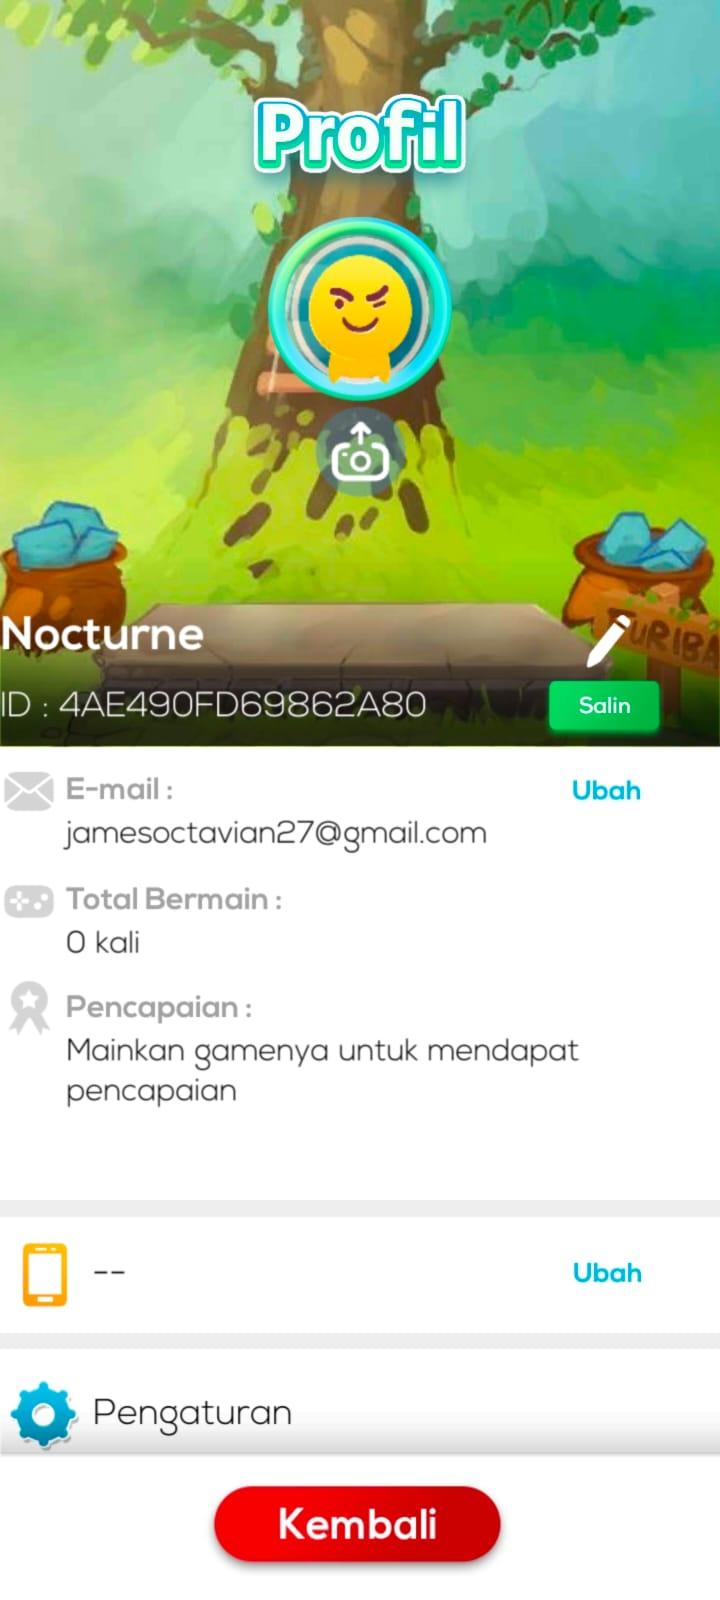 Profil
TURIBA
Nocturne
ID : 4AE490FD69862A80
Salin
E-mail :
Ubah
jamesoctavian27@gmail.com
Total Bermain :
0 kali
Pencapaian :
Mainkan gamenya untuk mendapat
pencapaian
--
Ubah
Pengaturan
Kembali